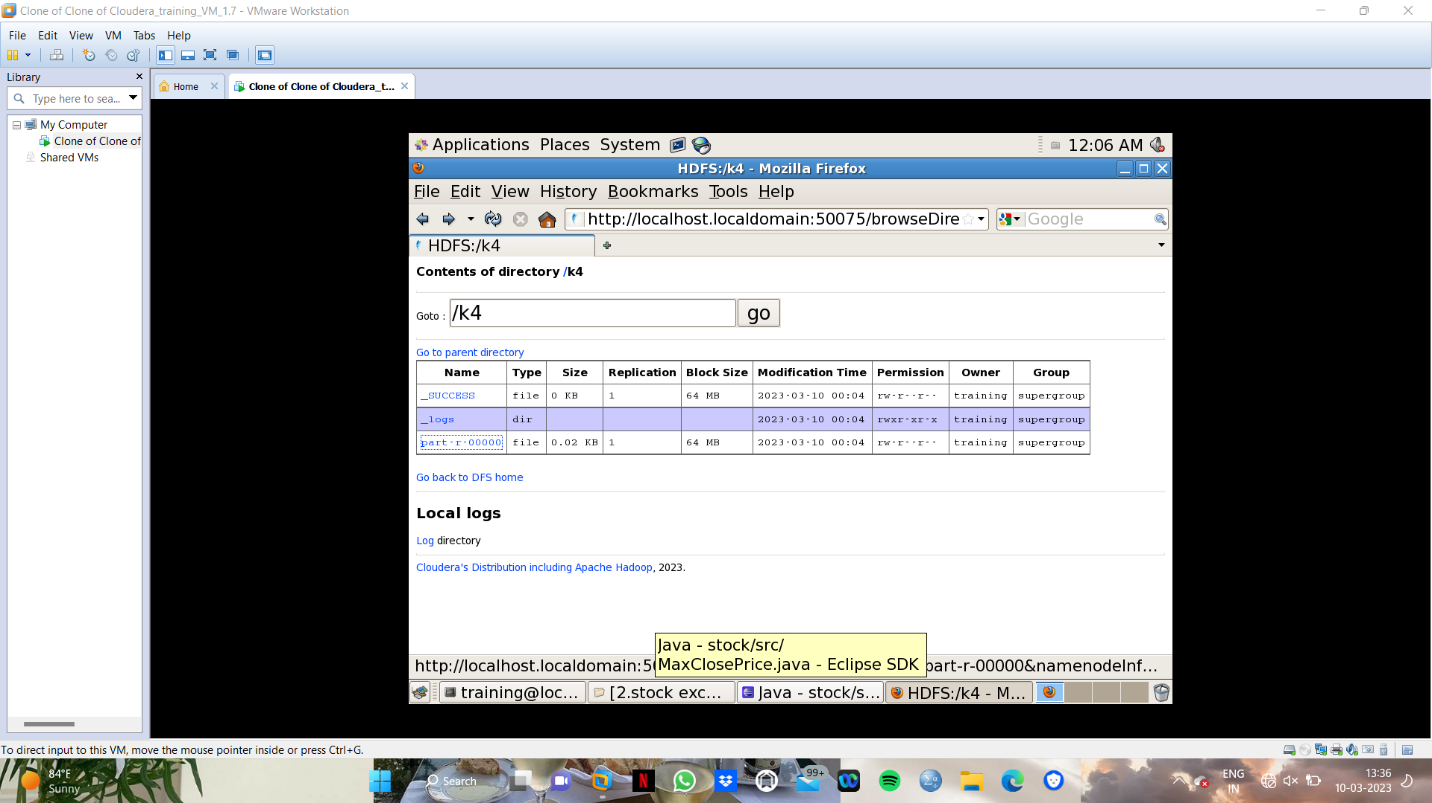 Clone of Clone of Cloudera_training_VM_1.7 - VMware Workstation
File Edit View VM Tabs Help
Library
Type here to sea...
My Computer
Clone of Clone of
Shared VMs
Home
Clone of Clone of Cloudera_t...
Applications Places System 12:06 AM
HDFS:/k4 - Mozilla Firefox
File Edit View History Bookmarks Tools Help
http://localhost.localdomain:50075/browseDire Google
HDFS:/k4
Contents of directory /k4
Goto : /k4 go
Go to parent directory
Name Type Size Replication Block Size Modification Time Permission Owner Group
_SUCCESS file 0 KB 1 64 MB 2023-03-10 00:04 rw-r--r-- training supergroup
_logs dir 2023-03-10 00:04 rwxr-xr-x training supergroup
part-r-00000 file 0.02 KB 1 64 MB 2023-03-10 00:04 rw-r--r-- training supergroup
Go back to DFS home
Local logs
Log directory
Cloudera's Distribution including Apache Hadoop, 2023.
Java - stock/src/
MaxClosePrice.java - Eclipse SDK
http://localhost.localdomain:50 part-r-00000&namenodeInf...
training@loc... [2.stock exc... Java - stock/s... HDFS:/k4 - M...
To direct input to this VM, move the mouse pointer inside or press Ctrl+G.
84°F
Sunny
Search
99+
ENG
IN
13:36
10-03-2023